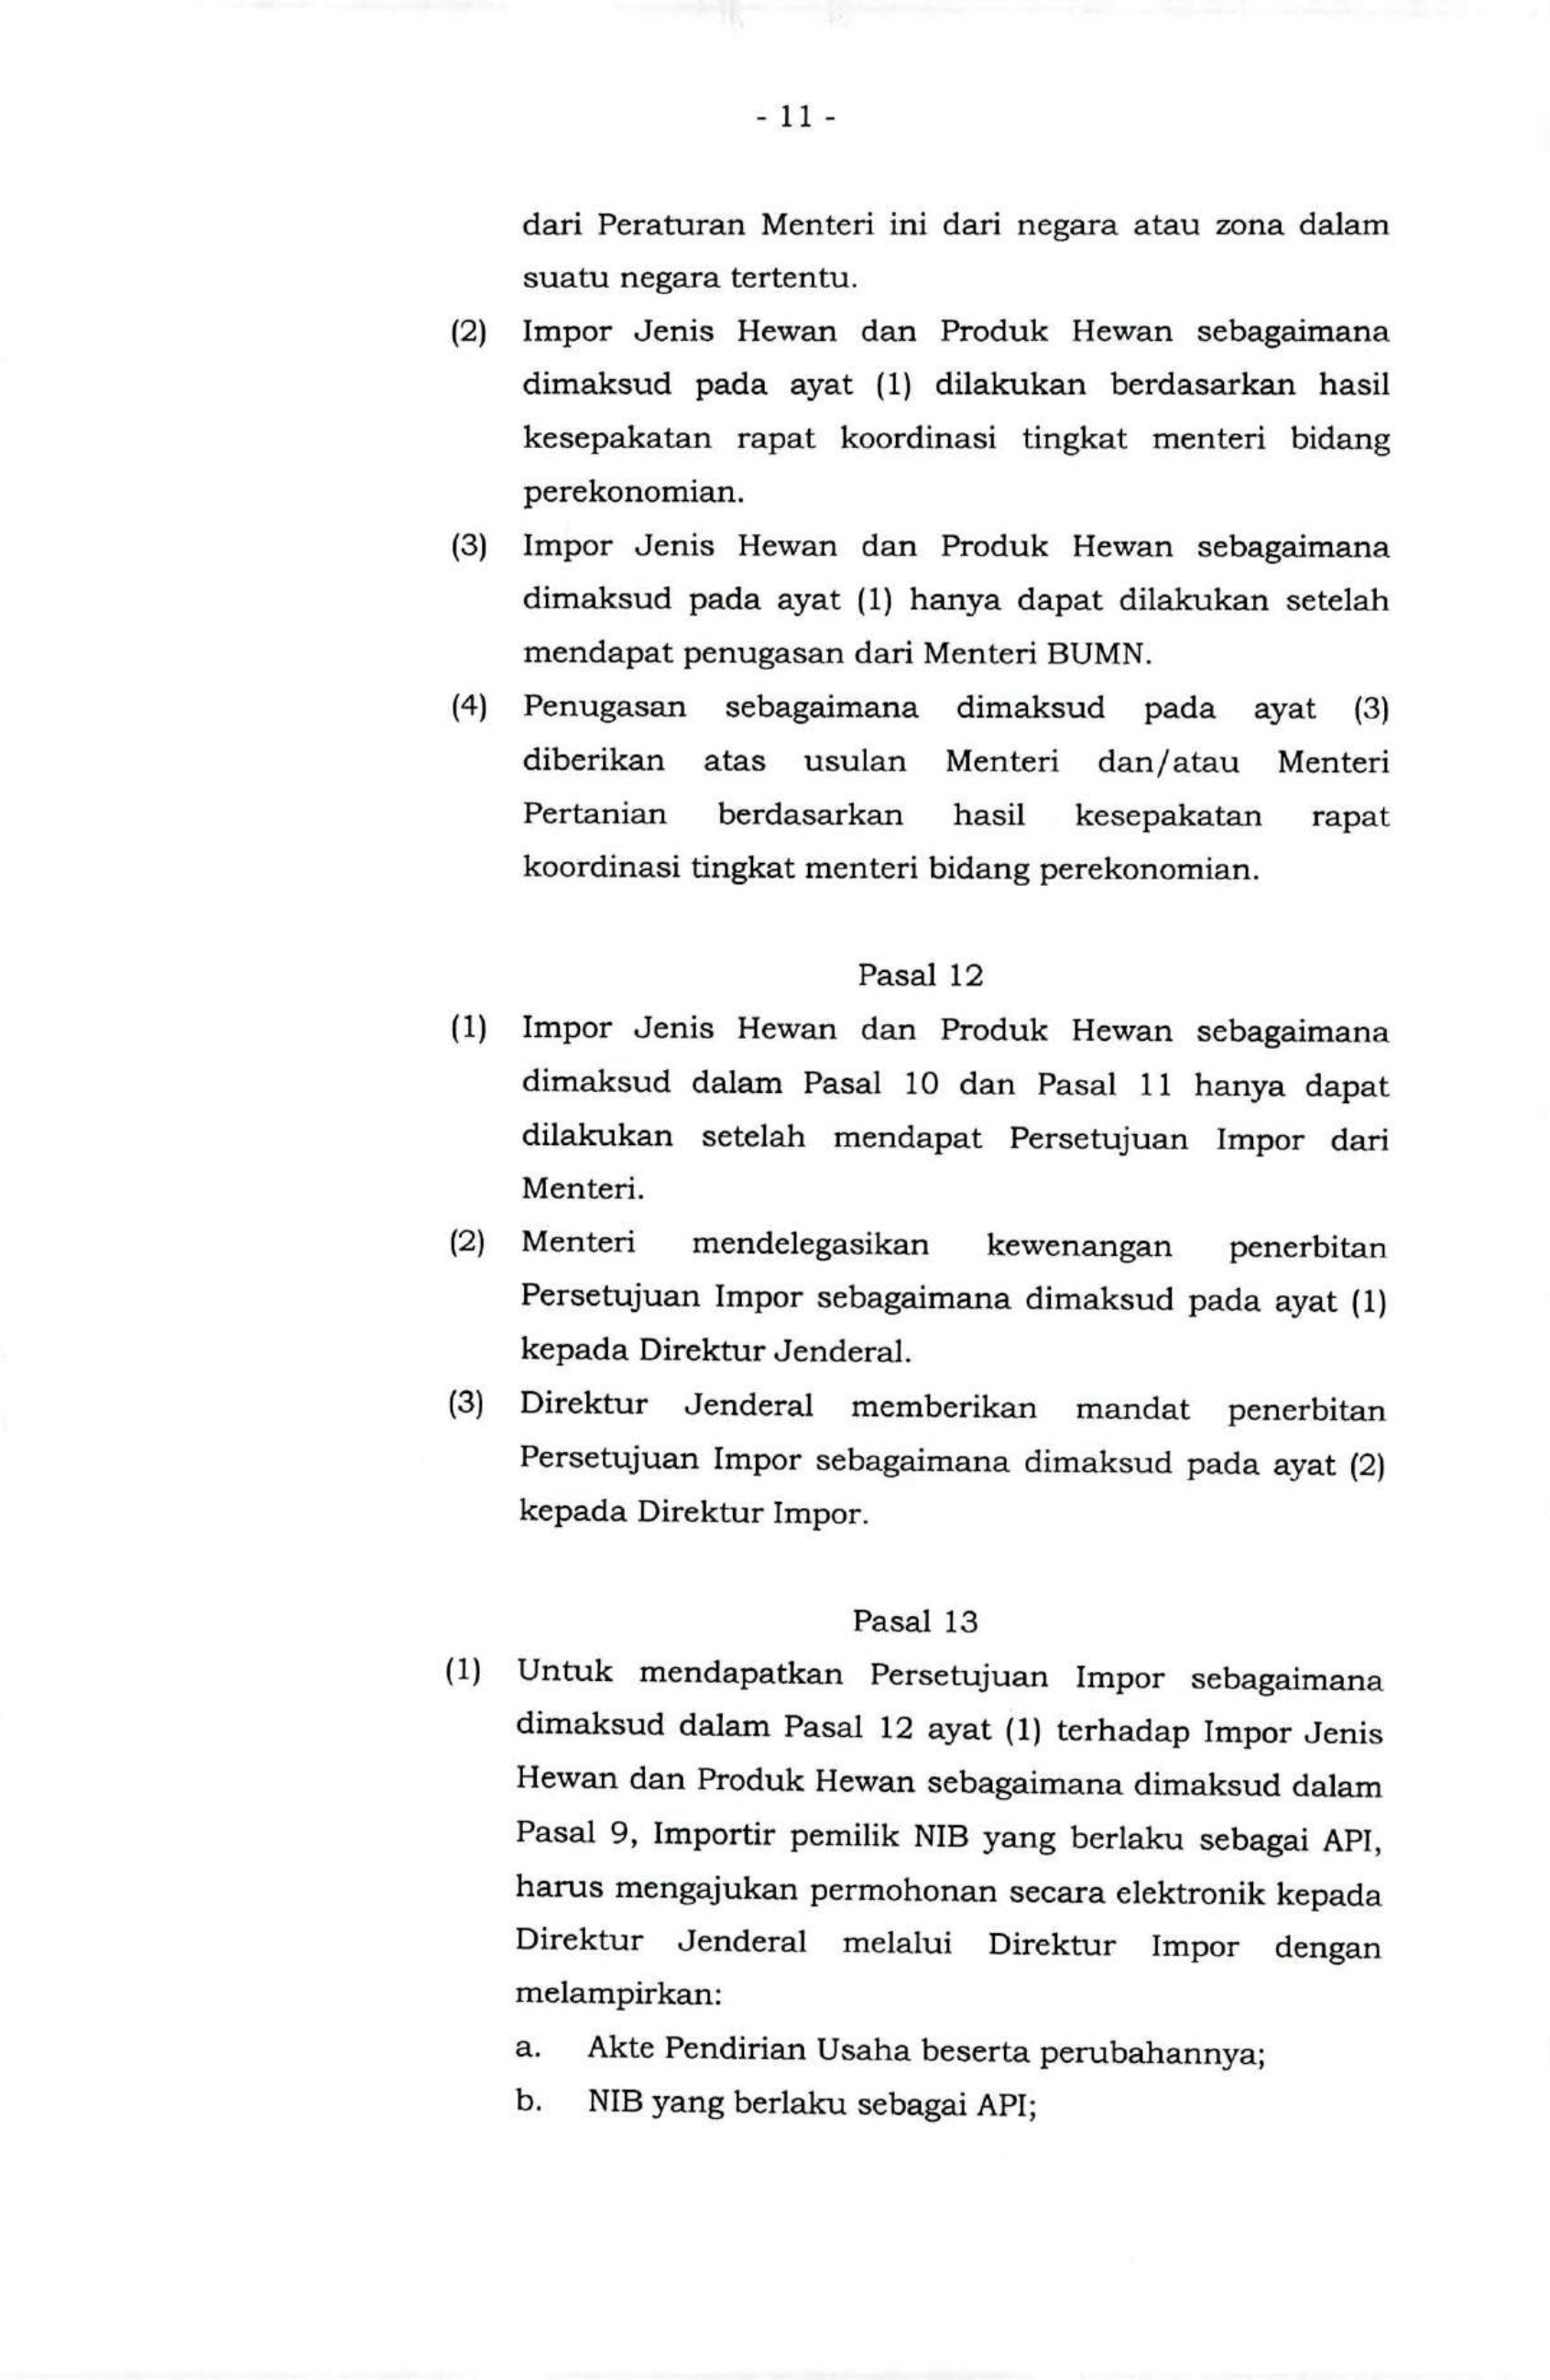 - 11 -
dari Peraturan Menteri ini dari negara atau zona dalam
suatu negara tertentu.
(2) Impor Jenis Hewan dan Produk Hewan sebagaimana
dimaksud pada ayat (1) dilakukan berdasarkan hasil
kesepakatan rapat koordinasi tingkat menteri bidang
perekonomian.
(3) Impor Jenis Hewan dan Produk Hewan sebagaimana
dimaksud pada ayat (1) hanya dapat dilakukan setelah
mendapat penugasan dari Menteri BUMN.
(4) Penugasan sebagaimana dimaksud pada ayat (3)
diberikan atas usulan Menteri dan/atau Menteri
Pertanian berdasarkan hasil kesepakatan rapat
koordinasi tingkat menteri bidang perekonomian.
Pasal 12
(1) Impor Jenis Hewan dan Produk Hewan sebagaimana
dimaksud dalam Pasal 10 dan Pasal 11 hanya dapat
dilakukan setelah mendapat Persetujuan Impor dari
Menteri.
(2) Menteri mendelegasikan kewenangan penerbitan
Persetujuan Impor sebagaimana dimaksud pada ayat (1)
kepada Direktur Jenderal.
(3) Direktur Jenderal memberikan mandat penerbitan
Persetujuan Impor sebagaimana dimaksud pada ayat (2)
kepada Direktur Impor.
Pasal 13
(1) Untuk mendapatkan Persetujuan Impor sebagaimana
dimaksud dalam Pasal 12 ayat (1) terhadap Impor Jenis
Hewan dan Produk Hewan sebagaimana dimaksud dalam
Pasal 9, Importir pemilik NIB yang berlaku sebagai API,
harus mengajukan permohonan secara elektronik kepada
Direktur Jenderal melalui Direktur Impor dengan
melampirkan:
a. Akte Pendirian Usaha beserta perubahannya;
b. NIB yang berlaku sebagai API;